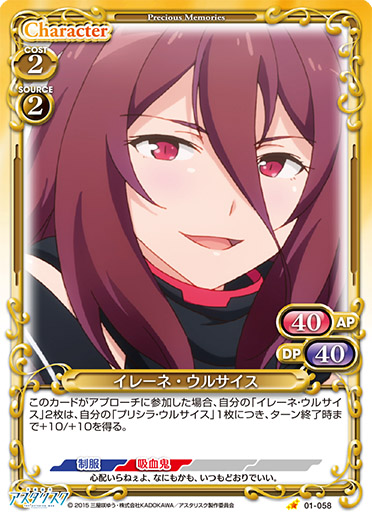 Precious Memories
Character
COST
2
SOURCE
2
40 AP
DP 40
イレーネ・ウルサイス
このカードがアプローチに参加した場合、自分の「イレーネ・ウルサ
イス」2枚は、自分の「プリシラ・ウルサイス」1枚につき、ターン終了時ま
で+10/+10を得る。
制服 吸血鬼
心配いらねぇよ、なにもかも、いつもどおりでいい。
アスタリスク
© 2015 三屋咲ゆう・株式会社KADOKAWA/アスタリスク製作委員会
01-058